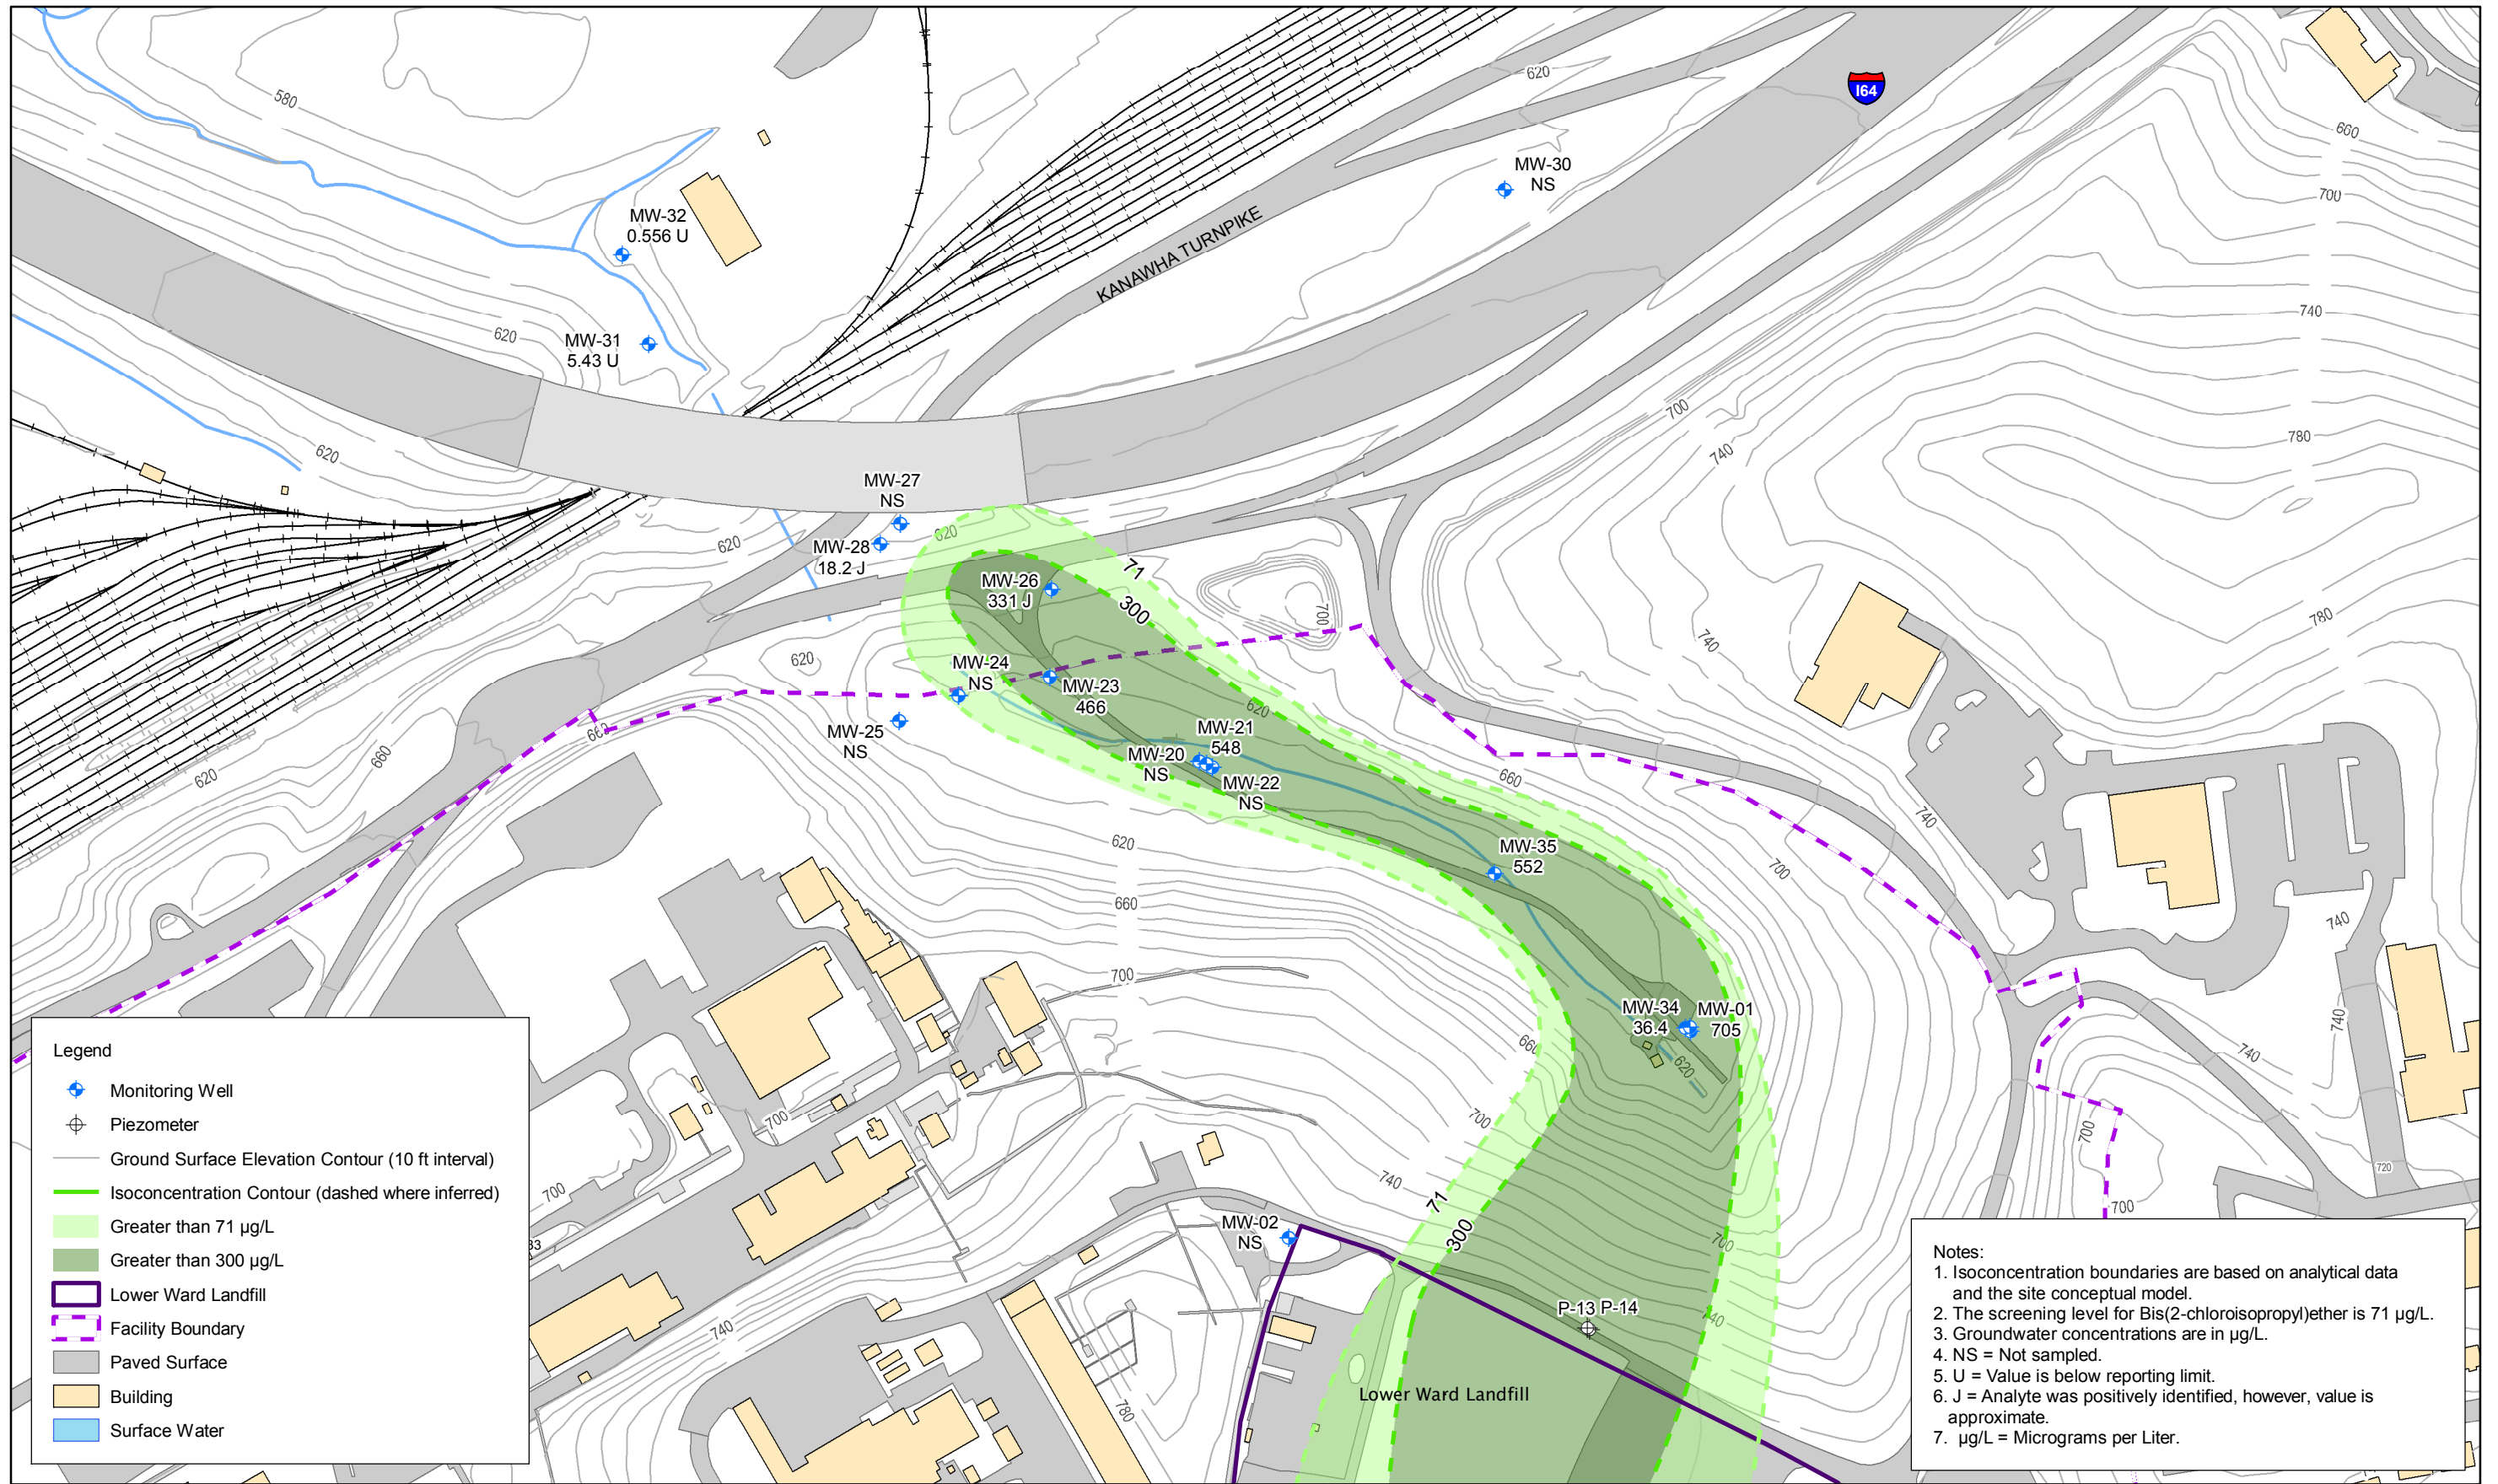 580
620
I64
660
700
MW-30
NS
MW-32
0.556 U
KANAWHA TURNPIKE
740
620
MW-31
5.43 U
700
780
740
620
MW-27
NS
620
620
MW-28
18.2 J
71
MW-26
331 J
300
700
780
740
620
MW-24
NS
MW-23
466
620
660
MW-25
NS
MW-21
548
MW-20
NS
MW-22
NS
660
660
620
740
620
MW-35
552
700
660
740
700
MW-34
36.4
MW-01
705
740
660
620
740
700
700
700
740
720
700
71
700
300
700
MW-02
NS
33
P-13 P-14
740
740
Lower Ward Landfill
780
Legend
Monitoring Well
Piezometer
Ground Surface Elevation Contour (10 ft interval)
Isoconcentration Contour (dashed where inferred)
Greater than 71 µg/L
Greater than 300 µg/L
Lower Ward Landfill
Facility Boundary
Paved Surface
Building
Surface Water
Notes:
1. Isoconcentration boundaries are based on analytical data
and the site conceptual model.
2. The screening level for Bis(2-chloroisopropyl)ether is 71 µg/L.
3. Groundwater concentrations are in µg/L.
4. NS = Not sampled.
5. U = Value is below reporting limit.
6. J = Analyte was positively identified, however, value is
approximate.
7. µg/L = Micrograms per Liter.